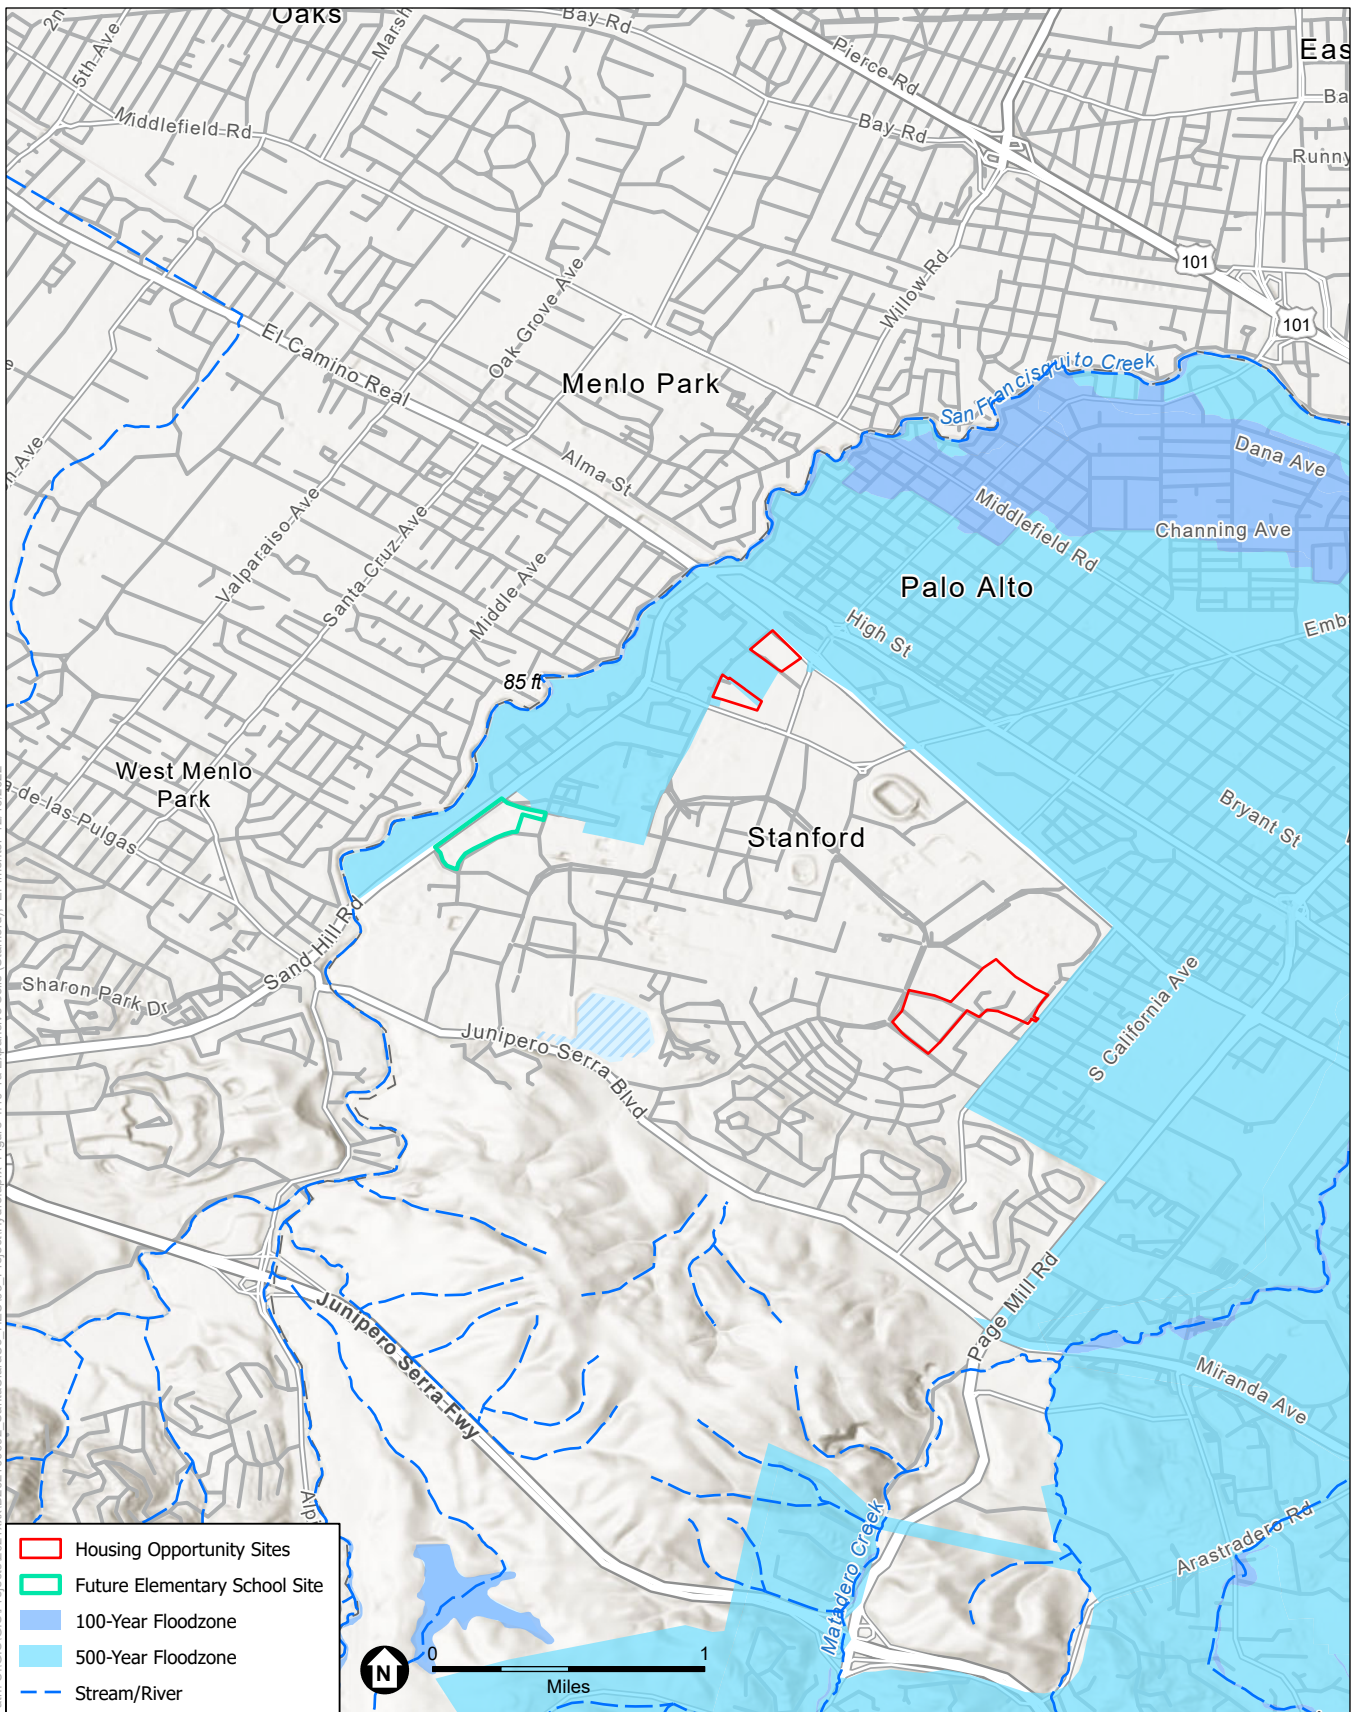 Oaks
2n
5th Ave
Marsh
Bay Rd
Pierce Rd
Eas
Ba
Middlefield Rd
Bay Rd
Runny
101
101
Willow Rd
Oak Grove Ave
El Camino Real
Menlo Park
San Francisquito Creek
Dana Ave
Alma St
Middlefield Rd
Channing Ave
Valparaiso Ave
Santa Cruz Ave
Middle Ave
Palo Alto
High St
Emb
85 ft
West Menlo
Park
a de las Pulgas
Bryant St
Stanford
Sand Hill Rd
Sharon Park Dr
S California Ave
Junipero Serra Blvd
Page Mill Rd
Junipero Serra Fwy
Miranda Ave
Alpi
Matadero Creek
Arastradero Rd
Housing Opportunity Sites
Future Elementary School Site
100-Year Floodzone
500-Year Floodzone
Stream/River
N
0 1
Miles